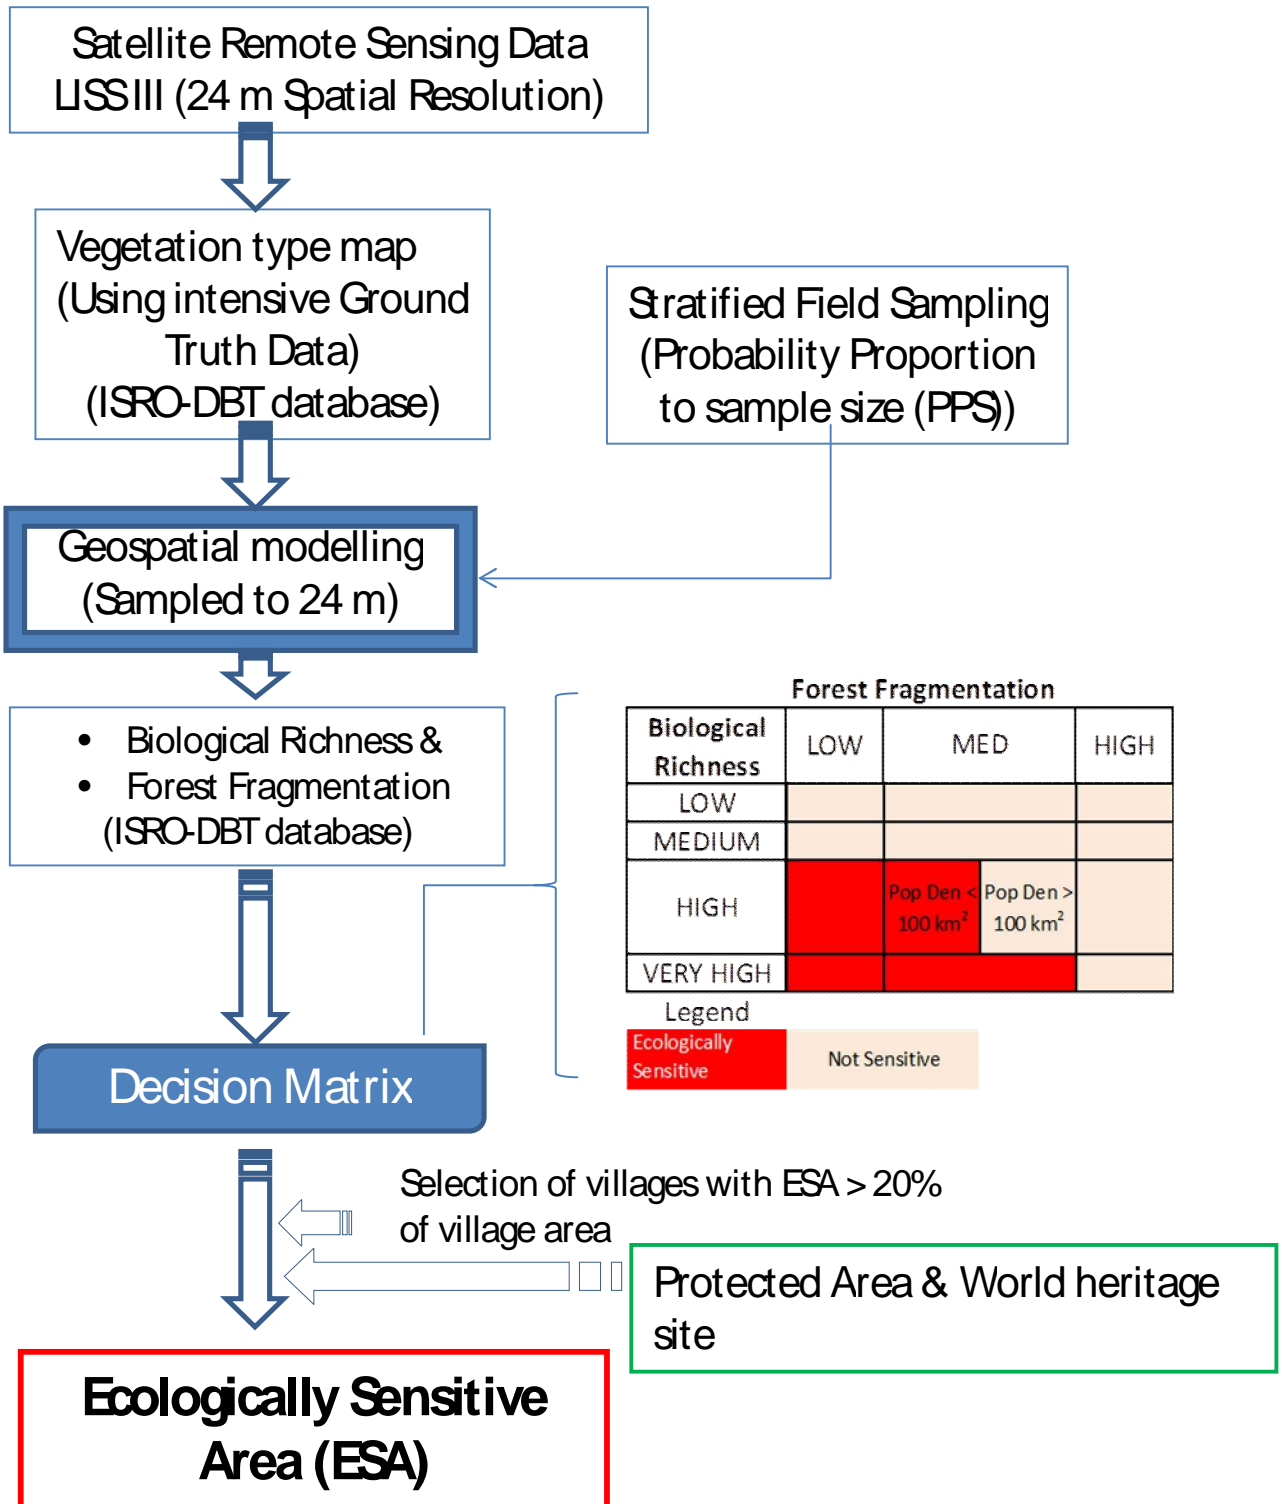 Satellite Remote Sensing Data
LISS III (24 m Spatial Resolution)
Vegetation type map
(Using intensive Ground
Truth Data)
(ISRO-DBT database)
Stratified Field Sampling
(Probability Proportion
to sample size (PPS))
Geospatial modelling
(Sampled to 24 m)
• Biological Richness &
• Forest Fragmentation
(ISRO-DBT database)
Forest Fragmentation
Biological
Richness
LOW
MED
HIGH
LOW
MEDIUM
HIGH
Pop Den <
100 km²
Pop Den >
100 km²
VERY HIGH
Legend
Ecologically
Sensitive
Not Sensitive
Decision Matrix
Selection of villages with ESA > 20%
of village area
Protected Area & World heritage
site
Ecologically Sensitive
Area (ESA)